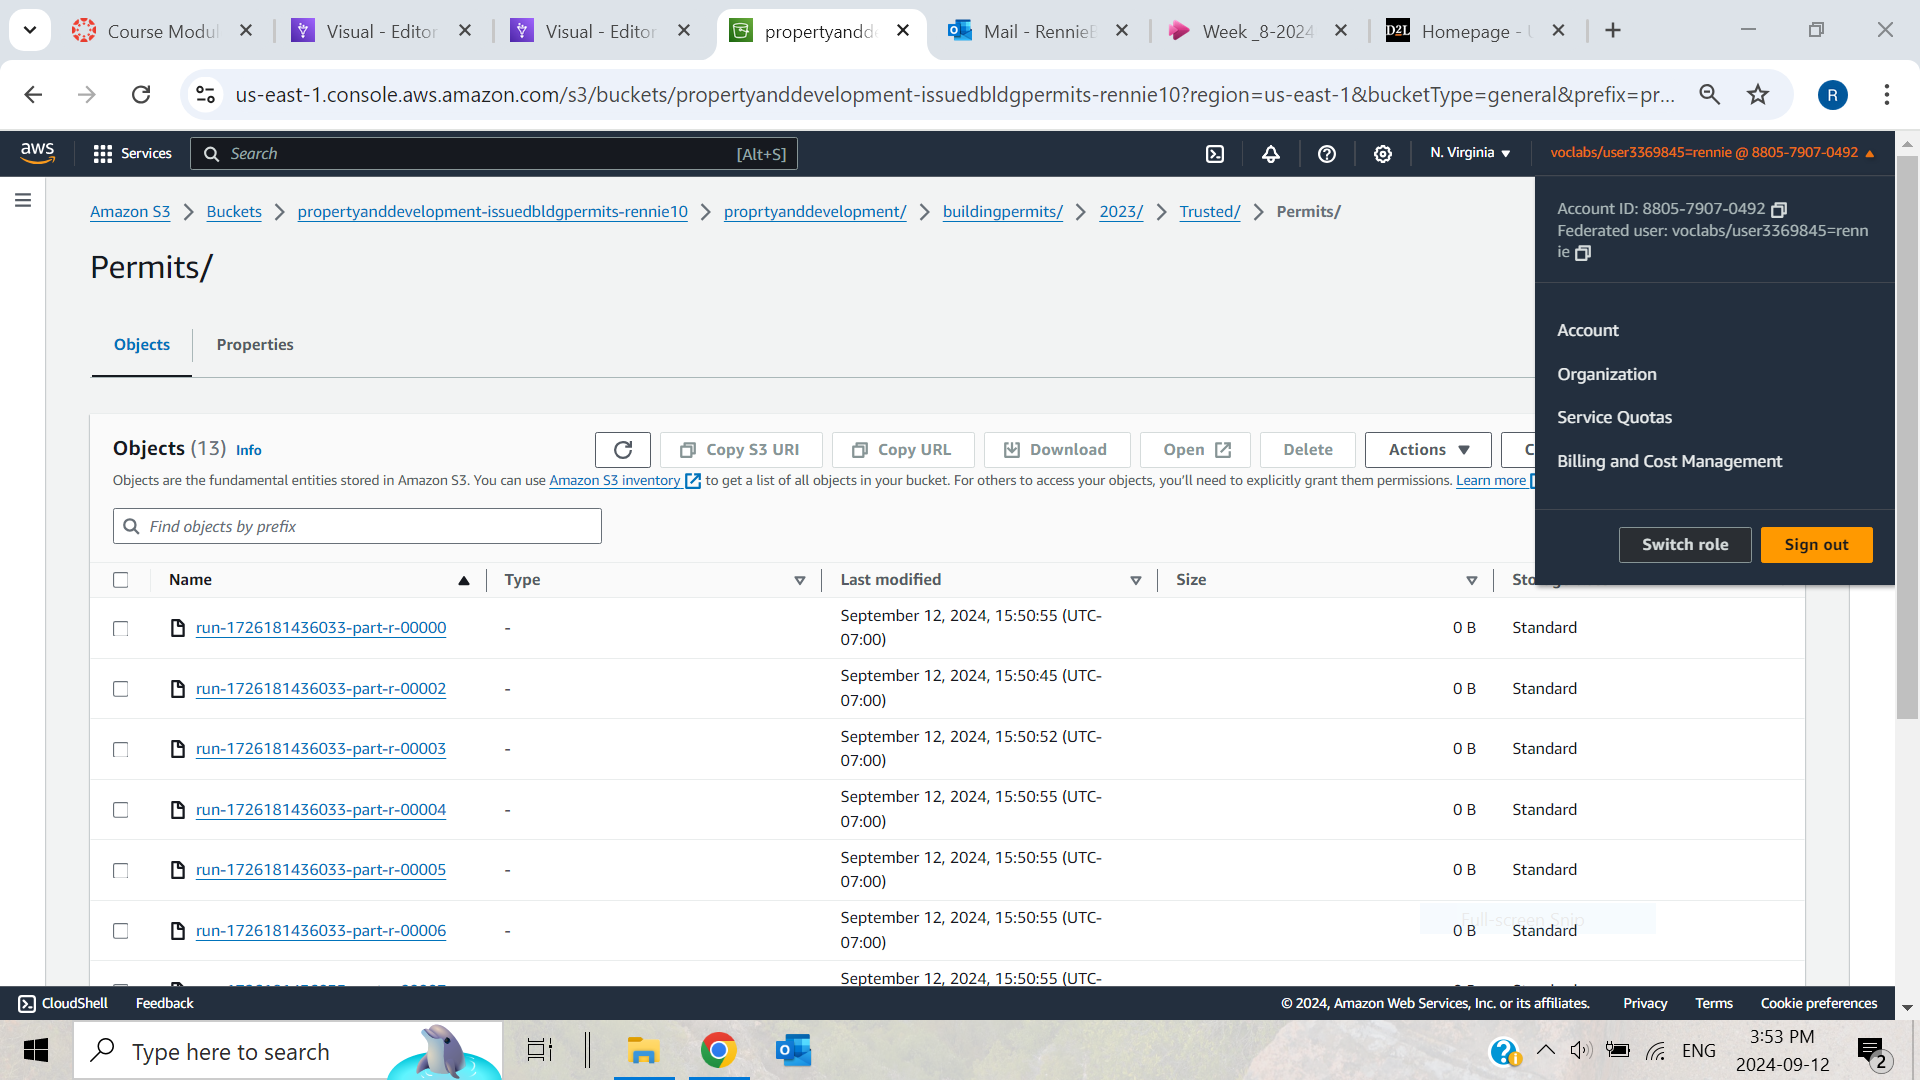 Course Modul
Visual - Editor
Visual - Editor
propertyandde
Mail - RennieB
Week _8-2024
D2L Homepage -
us-east-1.console.aws.amazon.com/s3/buckets/propertyanddevelopment-issuedbldgpermits-rennie10?region=us-east-1&bucketType=general&prefix=pr...
R
aws
Services
Search
[Alt+S]
N. Virginia
voclabs/user3369845=rennie @ 8805-7907-0492
Amazon S3
Buckets
propertyanddevelopment-issuedbldgpermits-rennie10
proprtyanddevelopment/
buildingpermits/
2023/
Trusted/
Permits/
Account ID: 8805-7907-0492
Federated user: voclabs/user3369845=renn
ie
Permits/
Account
Organization
Service Quotas
Billing and Cost Management
Switch role
Sign out
Objects
Properties
Objects (13) Info
Copy S3 URI
Copy URL
Download
Open
Delete
Actions
C
Objects are the fundamental entities stored in Amazon S3. You can use Amazon S3 inventory to get a list of all objects in your bucket. For others to access your objects, you'll need to explicitly grant them permissions. Learn more
Find objects by prefix
Name Type Last modified Size
run-1726181436033-part-r-00000 - September 12, 2024, 15:50:55 (UTC- 0 B Standard
07:00)
run-1726181436033-part-r-00002 - September 12, 2024, 15:50:45 (UTC- 0 B Standard
07:00)
run-1726181436033-part-r-00003 - September 12, 2024, 15:50:52 (UTC- 0 B Standard
07:00)
run-1726181436033-part-r-00004 - September 12, 2024, 15:50:55 (UTC- 0 B Standard
07:00)
run-1726181436033-part-r-00005 - September 12, 2024, 15:50:55 (UTC- 0 B Standard
07:00)
run-1726181436033-part-r-00006 - September 12, 2024, 15:50:55 (UTC- 0 B Standard
07:00)
Full-screen Snip
September 12, 2024, 15:50:55 (UTC-
CloudShell
Feedback
© 2024, Amazon Web Services, Inc. or its affiliates.
Privacy
Terms
Cookie preferences
Type here to search
ENG
3:53 PM
2024-09-12
2